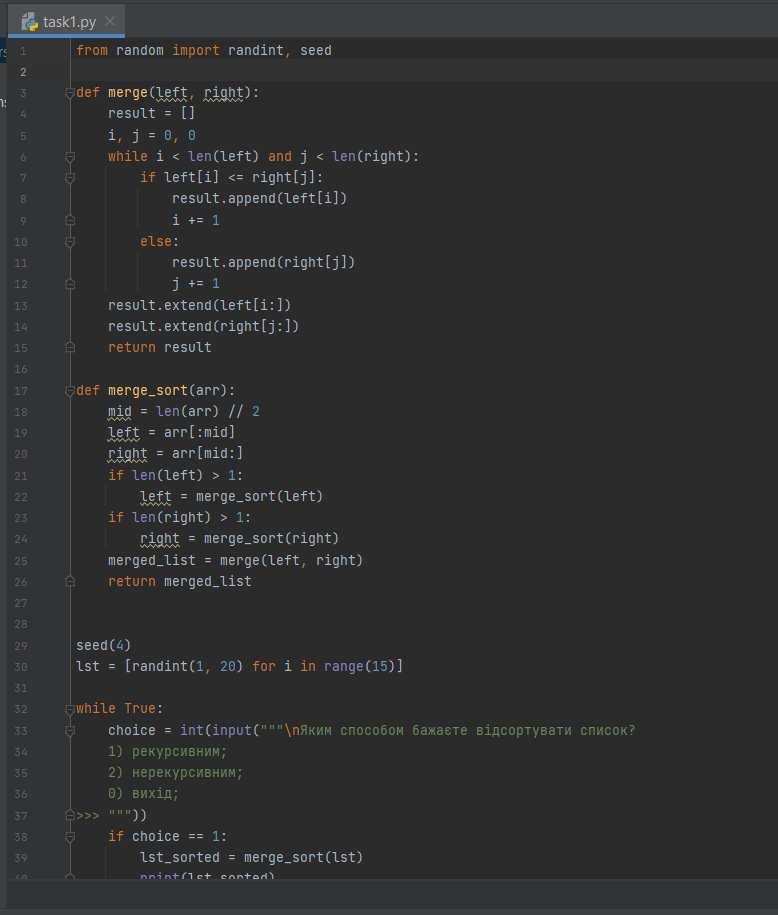 task1.py
1 from random import randint, seed
2
3 def merge(left, right):
4     result = []
5     i, j = 0, 0
6     while i < len(left) and j < len(right):
7         if left[i] <= right[j]:
8             result.append(left[i])
9             i += 1
10         else:
11             result.append(right[j])
12             j += 1
13     result.extend(left[i:])
14     result.extend(right[j:])
15     return result
16
17 def merge_sort(arr):
18     mid = len(arr) // 2
19     left = arr[:mid]
20     right = arr[mid:]
21     if len(left) > 1:
22         left = merge_sort(left)
23     if len(right) > 1:
24         right = merge_sort(right)
25     merged_list = merge(left, right)
26     return merged_list
27
28
29 seed(4)
30 lst = [randint(1, 20) for i in range(15)]
31
32 while True:
33     choice = int(input("""\nЯким способом бажаєте відсортувати список?
34     1) рекурсивним;
35     2) нерекурсивним;
36     0) вихід;
37 >>> """))
38     if choice == 1:
39         lst_sorted = merge_sort(lst)
40         print(lst_sorted)